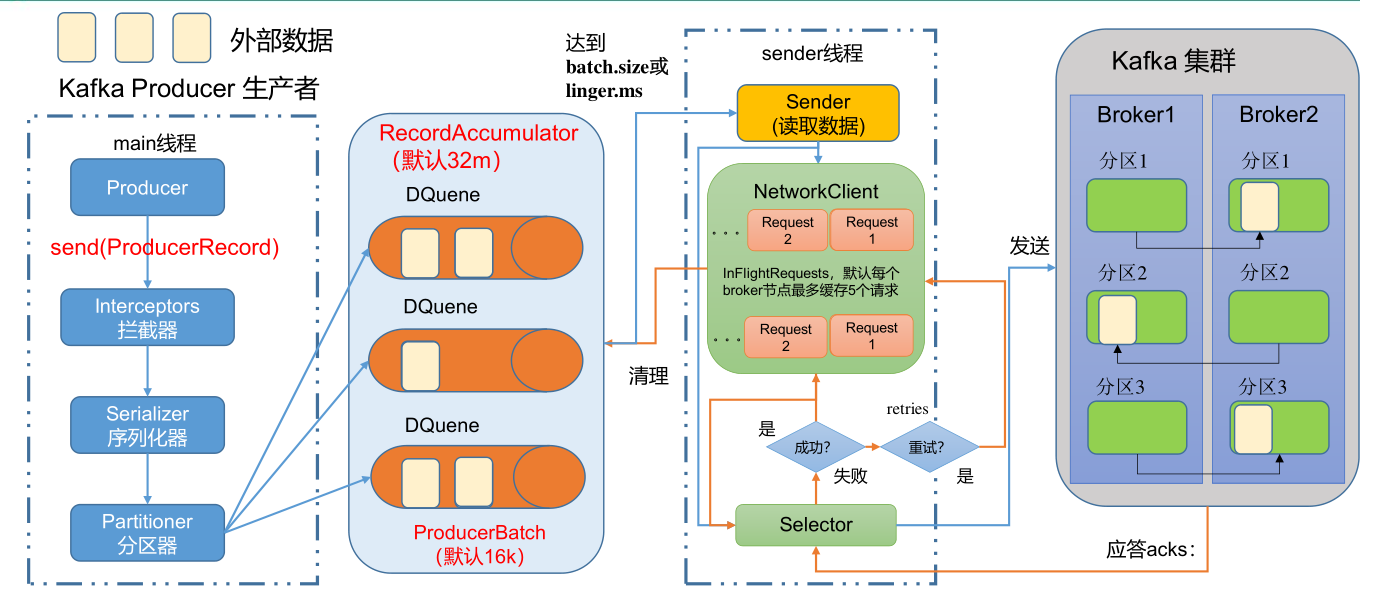 外部数据
Kafka Producer 生产者
main线程
Producer
send(ProducerRecord)
Interceptors
拦截器
Serializer
序列化器
Partitioner
分区器
RecordAccumulator
(默认32m）
DQuene
DQuene
DQuene
ProducerBatch
(默认16k)
达到
batch.size或
linger.ms
清理
sender线程
Sender
(读取数据)
NetworkClient
···
Request
2
Request
1
InFlightRequests，默认每个
broker节点最多缓存5个请求
···
Request
2
Request
1
是
成功？
失败
retries
重试？
是
Selector
发送
Kafka 集群
Broker1
分区1
分区2
分区3
Broker2
分区1
分区2
分区3
应答acks：